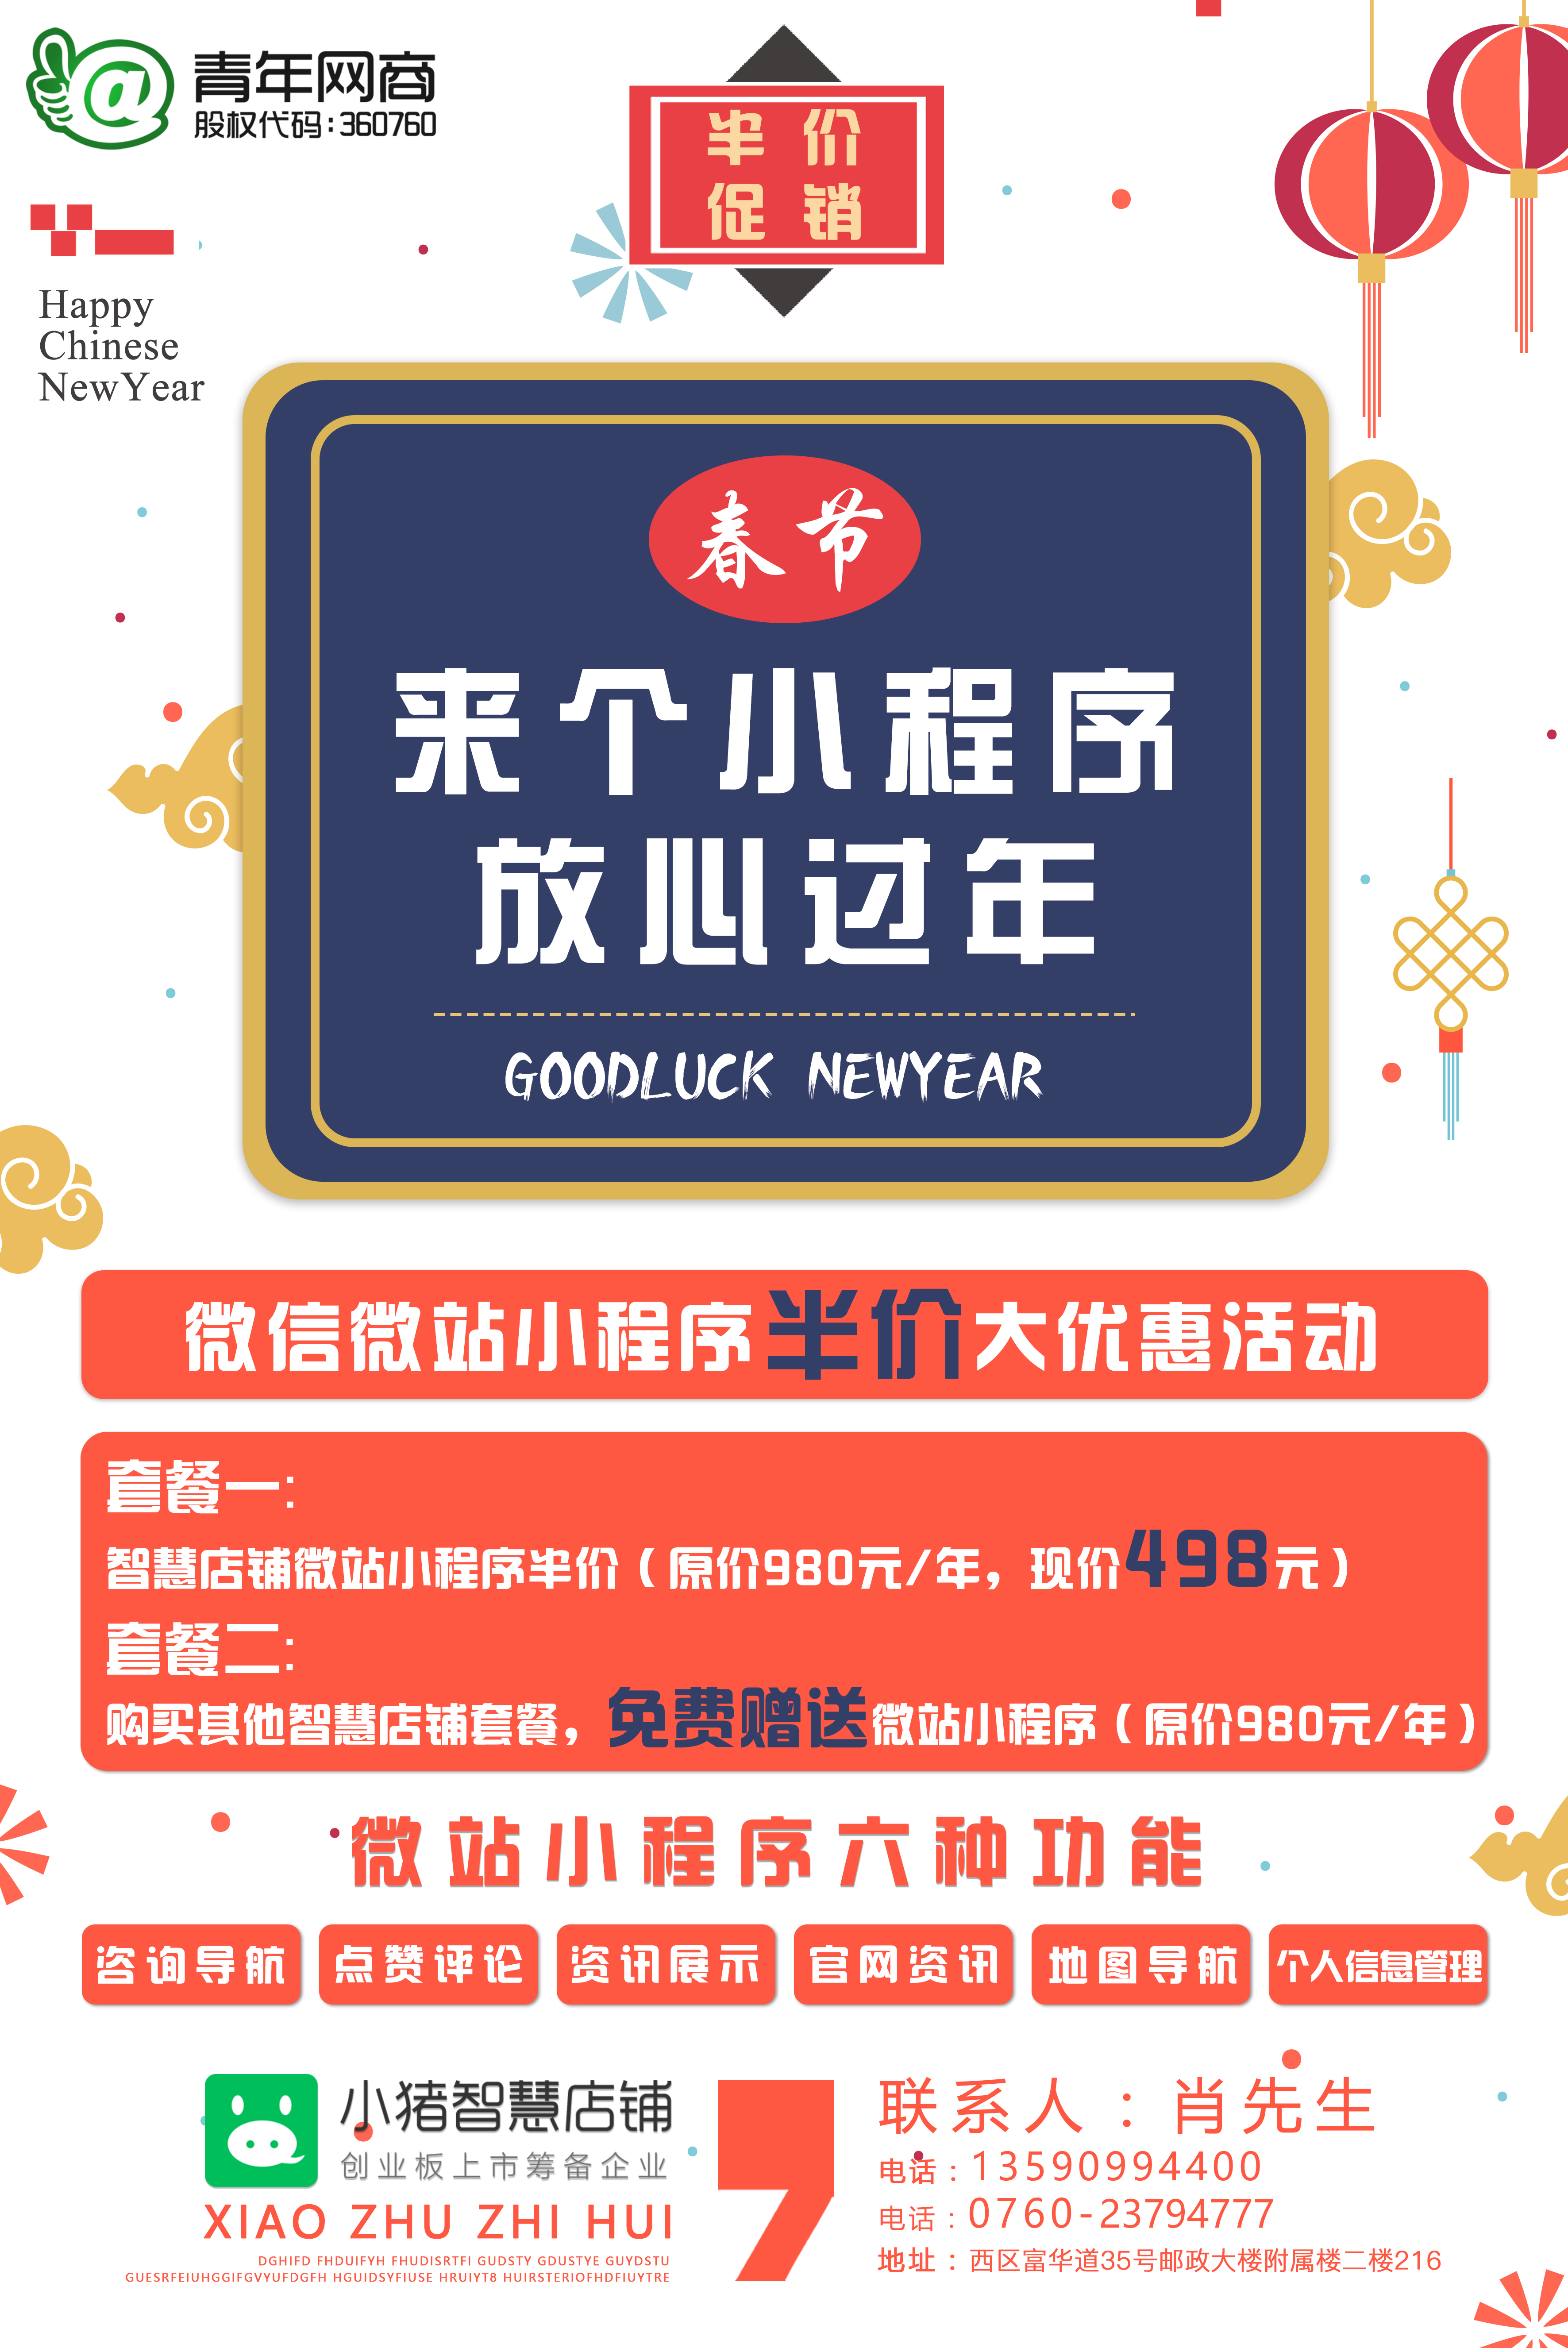 @
青年网商
股权代码:360760
半价
促销
Happy
Chinese
NewYear
春节
来个小程序
放心过年
GOODLUCK NEWYEAR
微信微站小程序半价大优惠活动
套餐一:
智慧店铺微站小程序半价(原价980元/年,现价498元)
套餐二:
购买其他智慧店铺套餐,免费赠送微站小程序(原价980元/年)
微站小程序六种功能
咨询导航
点赞评论
资讯展示
官网资讯
地图导航
个人信息管理
小猪智慧店铺
创业板上市筹备企业
XIAO ZHU ZHI HUI
DGHIFD FHDUIFYH FHUDISRTFI GUDSTY GDUSTYE GUYDSTU
GUESRFEIUHGGIFGVYUFDGFH HGUIDSYFIUSE HRUIYT8 HUIRSTERIOFHDFIUYTRE
联系人:肖先生
电话:13590994400
电话:0760-23794777
地址:西区富华道35号邮政大楼附属楼二楼216